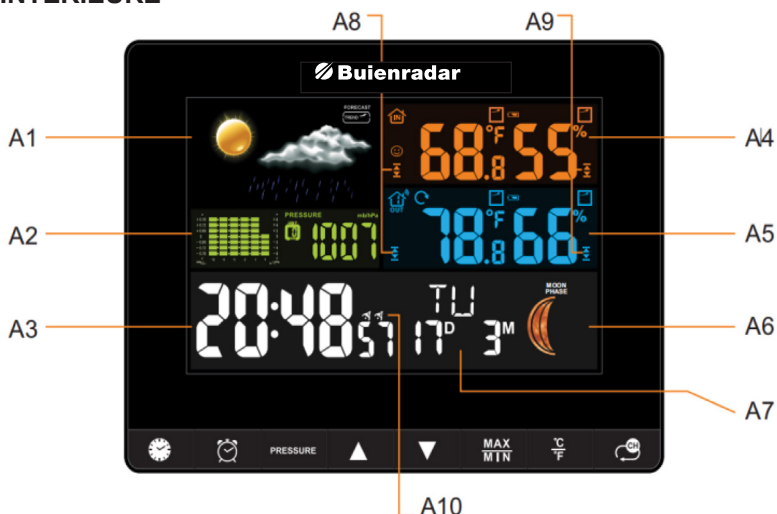 INTÉRIEURE
A8 A9
Buienradar
A1
FORECAST
TREND
IN
68.8 °F 55 %
A4
A2
PRESSURE mb/hPa
1007
OUT
78.8 °F 66 %
A5
A3
20:48 57
TU
17 D 3 M
MOON
PHASE
A6
A7
PRESSURE
MAX
MIN
°C
°F
CH
A10